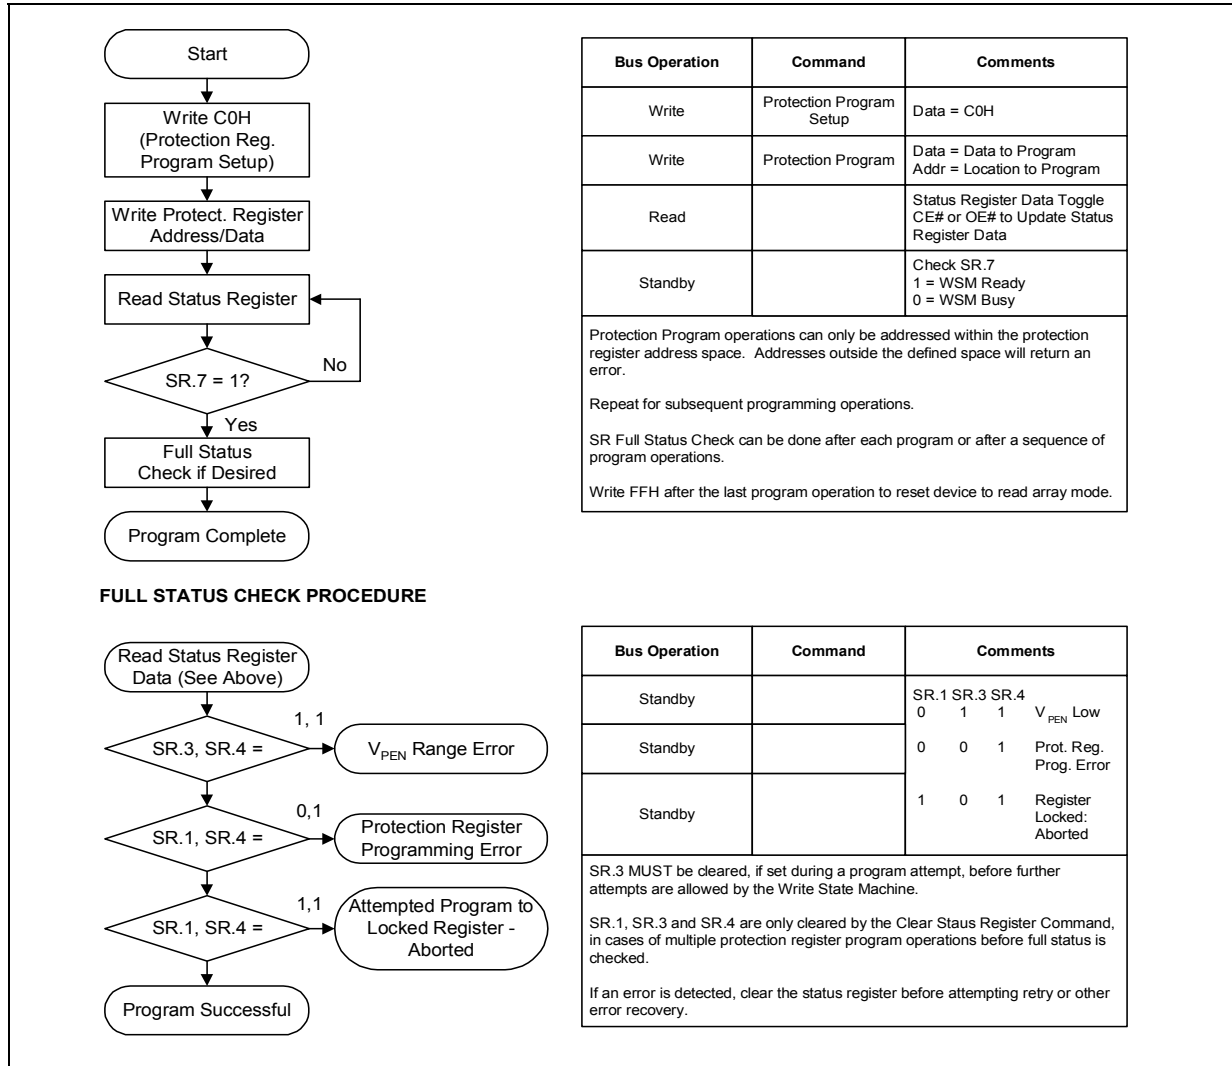 Start
Write C0H
(Protection Reg.
Program Setup)
Write Protect. Register
Address/Data
Read Status Register
No
SR.7 = 1?
Yes
Full Status
Check if Desired
Program Complete
Bus Operation Command Comments
Write Protection Program
Setup Data = C0H
Write Protection Program Data = Data to Program
Addr = Location to Program
Read Status Register Data Toggle
CE# or OE# to Update Status
Register Data
Standby Check SR.7
1 = WSM Ready
0 = WSM Busy
Protection Program operations can only be addressed within the protection
register address space. Addresses outside the defined space will return an
error.
Repeat for subsequent programming operations.
SR Full Status Check can be done after each program or after a sequence of
program operations.
Write FFH after the last program operation to reset device to read array mode.
FULL STATUS CHECK PROCEDURE
Read Status Register
Data (See Above)
1, 1
SR.3, SR.4 =
VPEN Range Error
0,1
SR.1, SR.4 =
Protection Register
Programming Error
1,1
SR.1, SR.4 =
Attempted Program to
Locked Register -
Aborted
Program Successful
Bus Operation Command Comments
Standby SR.1 SR.3 SR.4
0 1 1 VPEN Low
Standby 0 0 1 Prot. Reg.
Prog. Error
Standby 1 0 1 Register
Locked:
Aborted
SR.3 MUST be cleared, if set during a program attempt, before further
attempts are allowed by the Write State Machine.
SR.1, SR.3 and SR.4 are only cleared by the Clear Staus Register Command,
in cases of multiple protection register program operations before full status is
checked.
If an error is detected, clear the status register before attempting retry or other
error recovery.